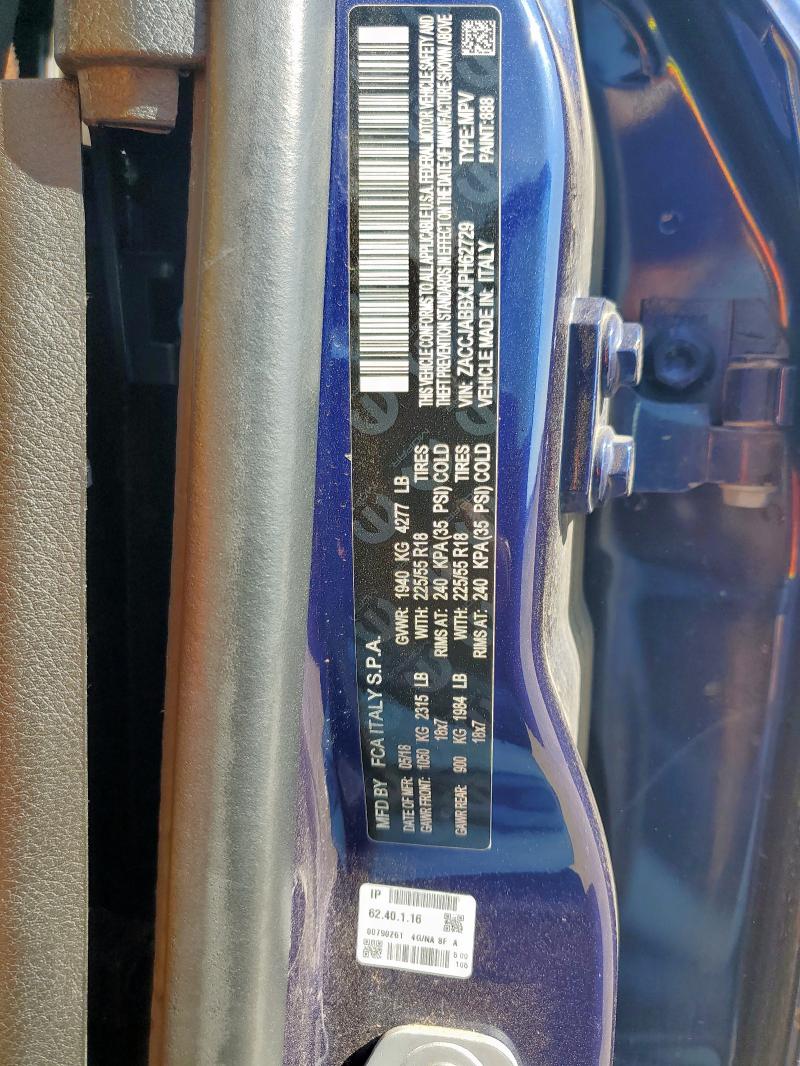 MFD BY FCA ITALY S.P.A.
DATE OF MFR: 05/18 GVWR: 1940 KG 4277 LB
GAWR FRONT: 1050 KG 2315 LB WITH: 225/55 R18 TIRES
18x7 RIMS AT: 240 KPA (35 PSI) COLD
GAWR REAR: 900 KG 1984 LB WITH: 225/55 R18 TIRES
18x7 RIMS AT: 240 KPA (35 PSI) COLD
THIS VEHICLE CONFORMS TO ALL APPLICABLE U.S.A. FEDERAL MOTOR VEHICLE SAFETY AND
THEFT PREVENTION STANDARDS IN EFFECT ON THE DATE OF MANUFACTURE SHOWN ABOVE
VIN: ZACCJABBXJPH62729 TYPE: MPV
VEHICLE MADE IN: ITALY PAINT: 888
IP
62.40.1.16
00790261 4G/NA 8F A